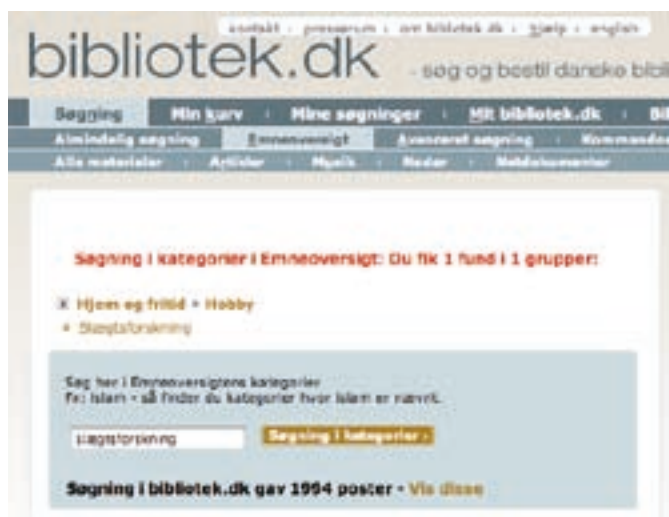 kontakt : presserum : om bibliotek.dk : hjælp : english
bibliotek.dk - søg og bestil danske bibli
Søgning Min kurv Mine søgninger Mit bibliotek.dk
Almindelig søgning Emneoversigt Avanceret søgning Kommandos
Alle materialer Artikler Musik Noder Netdokumenter
Søgning i kategorier i Emneoversigt: Du fik 1 fund i 1 grupper:
Hjem og fritid » Hobby
Slægtsforskning
Søg her i Emneoversigtens kategorier
Fx: Islam - så finder du kategorier hvor Islam er nævnt.
slægtsforskning Søgning i kategorier
Søgning i bibliotek.dk gav 1994 poster - Vis disse